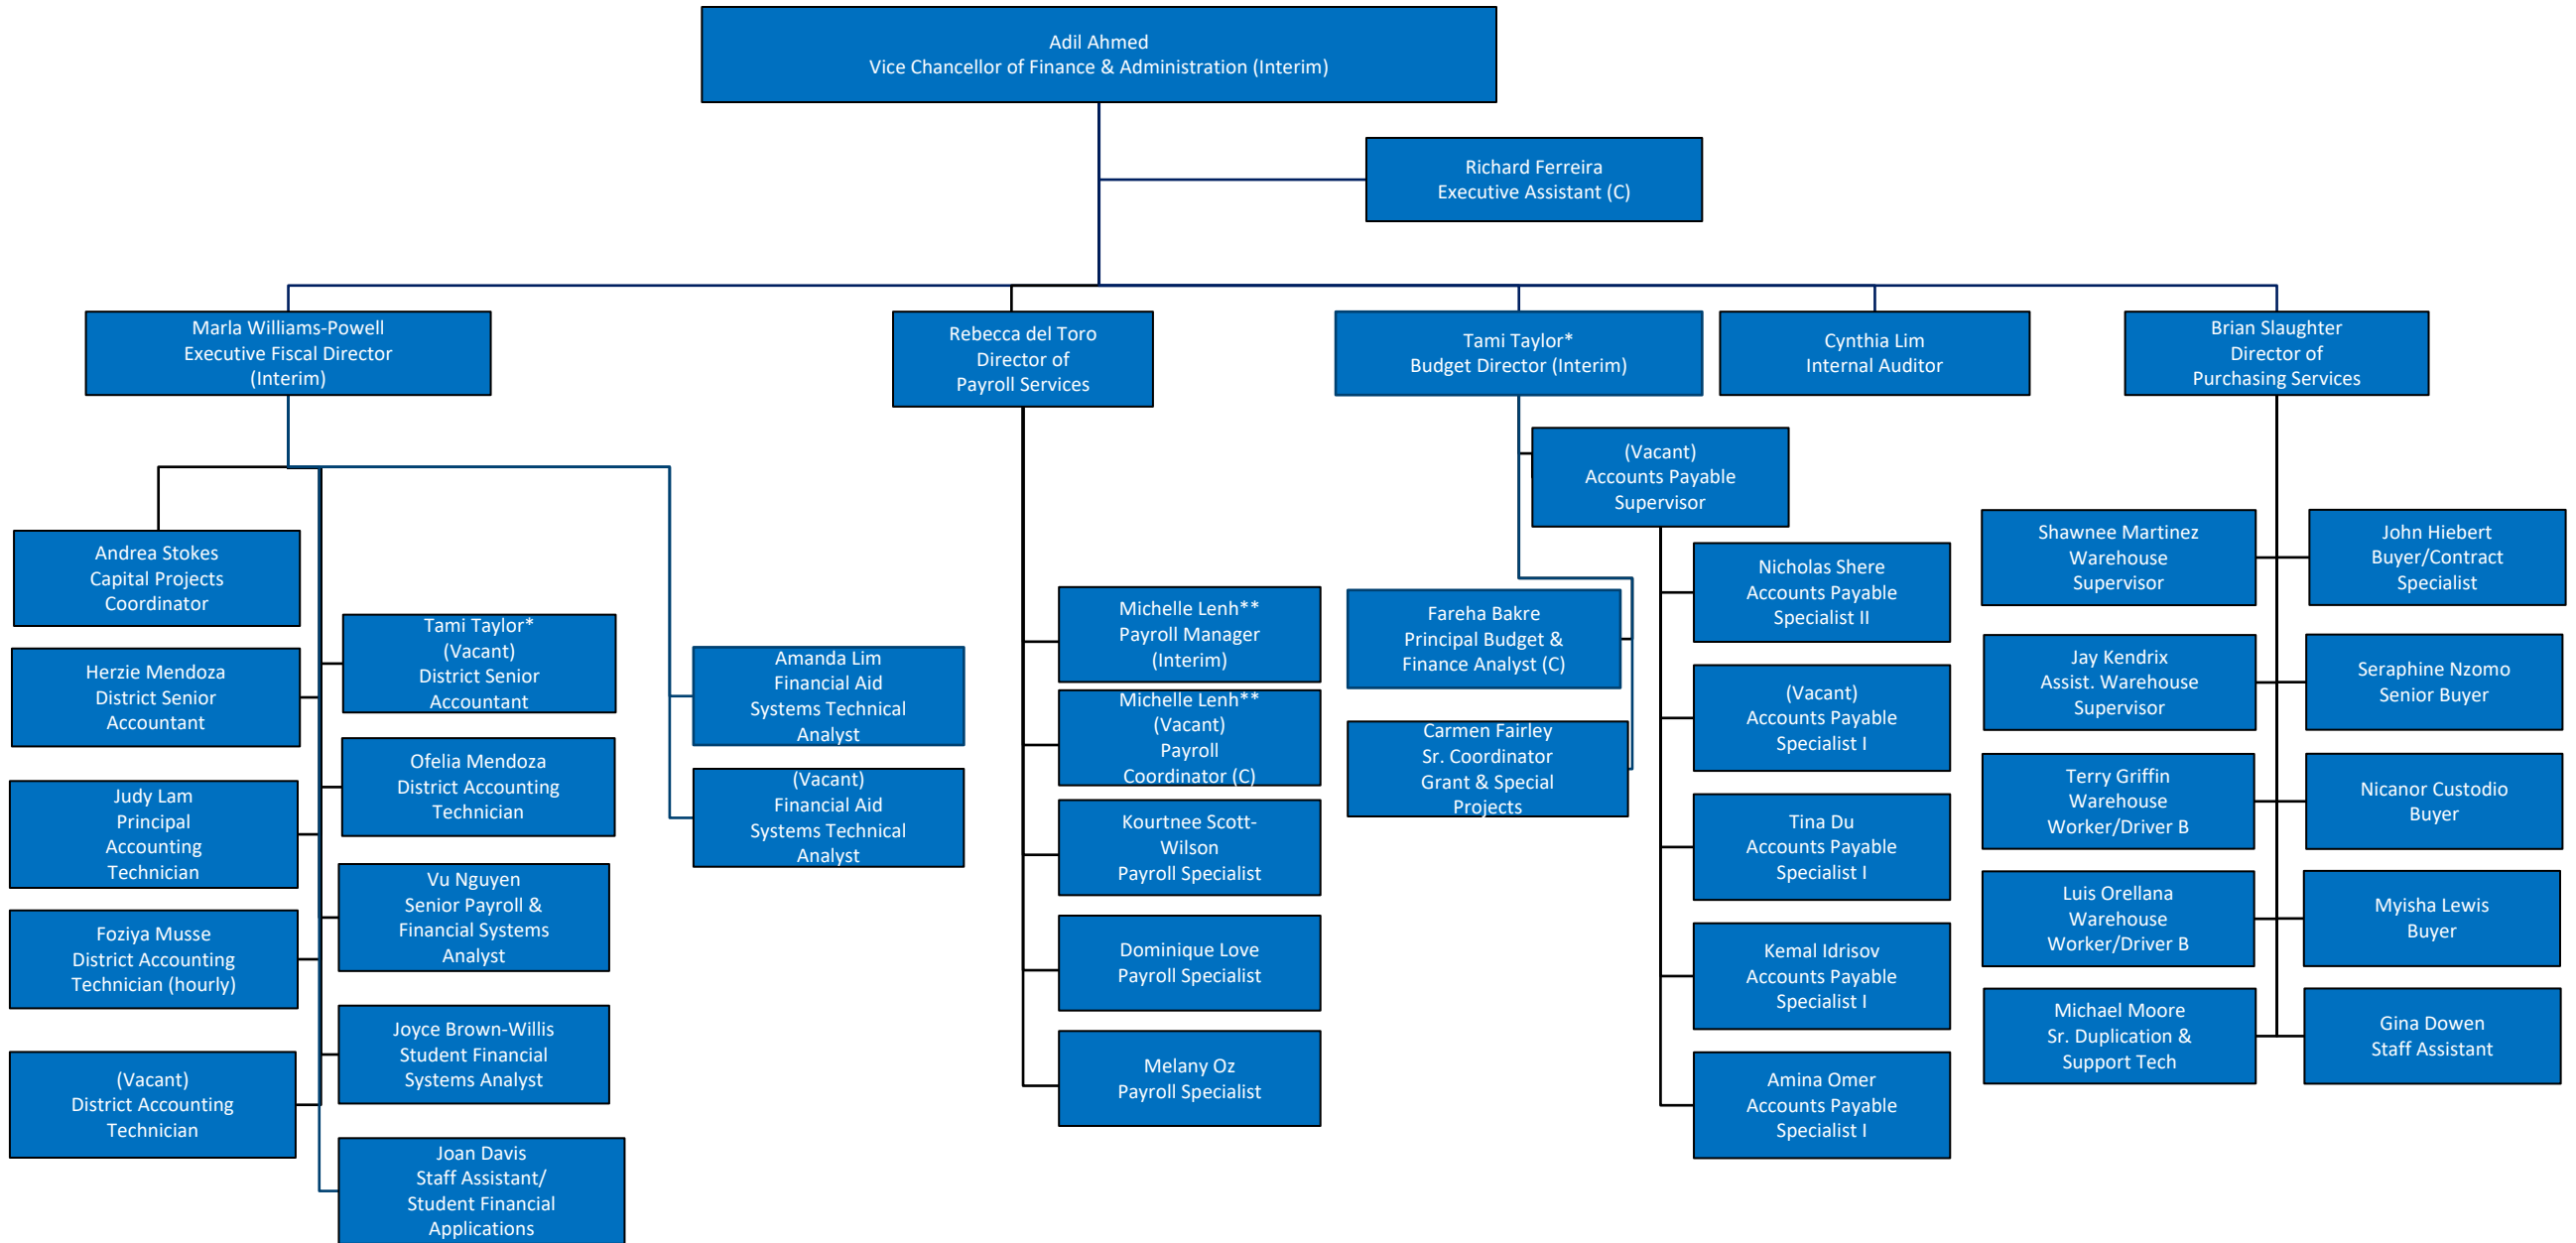 Adil Ahmed
Vice Chancellor of Finance & Administration (Interim)
Richard Ferreira
Executive Assistant (C)
Marla Williams-Powell
Executive Fiscal Director
(Interim)
Rebecca del Toro
Director of
Payroll Services
Tami Taylor*
Budget Director (Interim)
Cynthia Lim
Internal Auditor
Brian Slaughter
Director of
Purchasing Services
Andrea Stokes
Capital Projects
Coordinator
Herzie Mendoza
District Senior
Accountant
Judy Lam
Principal
Accounting
Technician
Foziya Musse
District Accounting
Technician (hourly)
(Vacant)
District Accounting
Technician
Tami Taylor*
(Vacant)
District Senior
Accountant
Ofelia Mendoza
District Accounting
Technician
Vu Nguyen
Senior Payroll &
Financial Systems
Analyst
Joyce Brown-Willis
Student Financial
Systems Analyst
Joan Davis
Staff Assistant/
Student Financial
Applications
Amanda Lim
Financial Aid
Systems Technical
Analyst
(Vacant)
Financial Aid
Systems Technical
Analyst
Michelle Lenh**
Payroll Manager
(Interim)
Michelle Lenh**
(Vacant)
Payroll
Coordinator (C)
Kourtnee Scott-
Wilson
Payroll Specialist
Dominique Love
Payroll Specialist
Melany Oz
Payroll Specialist
(Vacant)
Accounts Payable
Supervisor
Fareha Bakre
Principal Budget &
Finance Analyst (C)
Carmen Fairley
Sr. Coordinator
Grant & Special
Projects
Nicholas Shere
Accounts Payable
Specialist II
(Vacant)
Accounts Payable
Specialist I
Tina Du
Accounts Payable
Specialist I
Kemal Idrisov
Accounts Payable
Specialist I
Amina Omer
Accounts Payable
Specialist I
Shawnee Martinez
Warehouse
Supervisor
Jay Kendrix
Assist. Warehouse
Supervisor
Terry Griffin
Warehouse
Worker/Driver B
Luis Orellana
Warehouse
Worker/Driver B
Michael Moore
Sr. Duplication &
Support Tech
John Hiebert
Buyer/Contract
Specialist
Seraphine Nzomo
Senior Buyer
Nicanor Custodio
Buyer
Myisha Lewis
Buyer
Gina Dowen
Staff Assistant